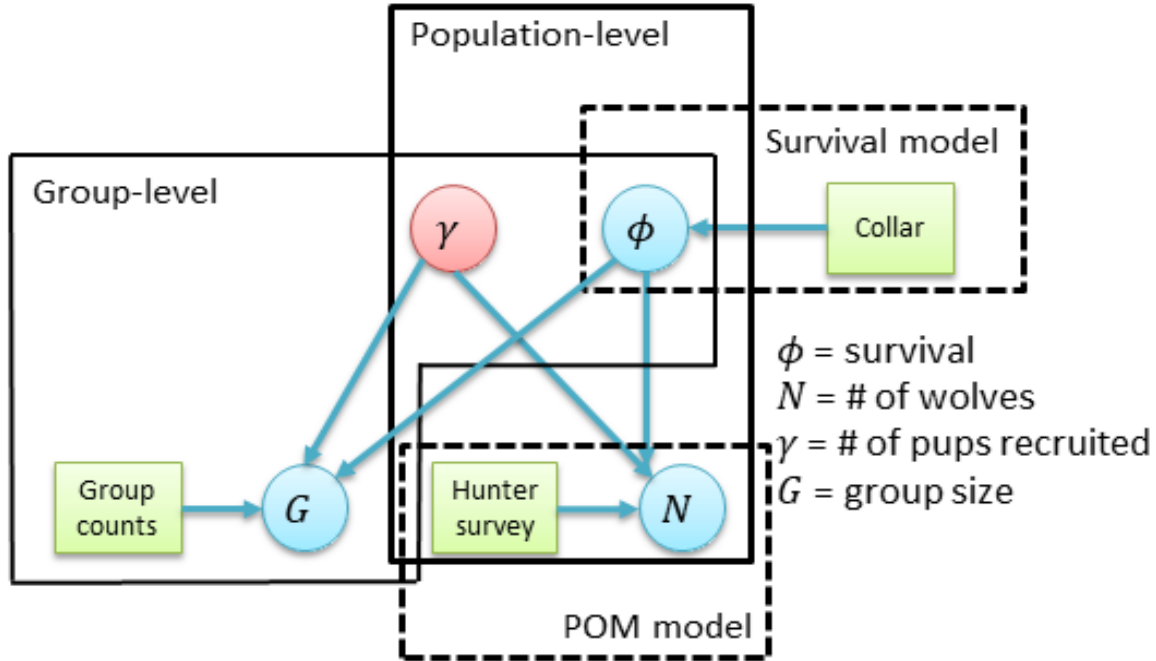 Population-level
Survival model
Group-level
γ
ϕ
Collar
ϕ = survival
N = # of wolves
γ = # of pups recruited
G = group size
Group
counts
G
Hunter
survey
N
POM model